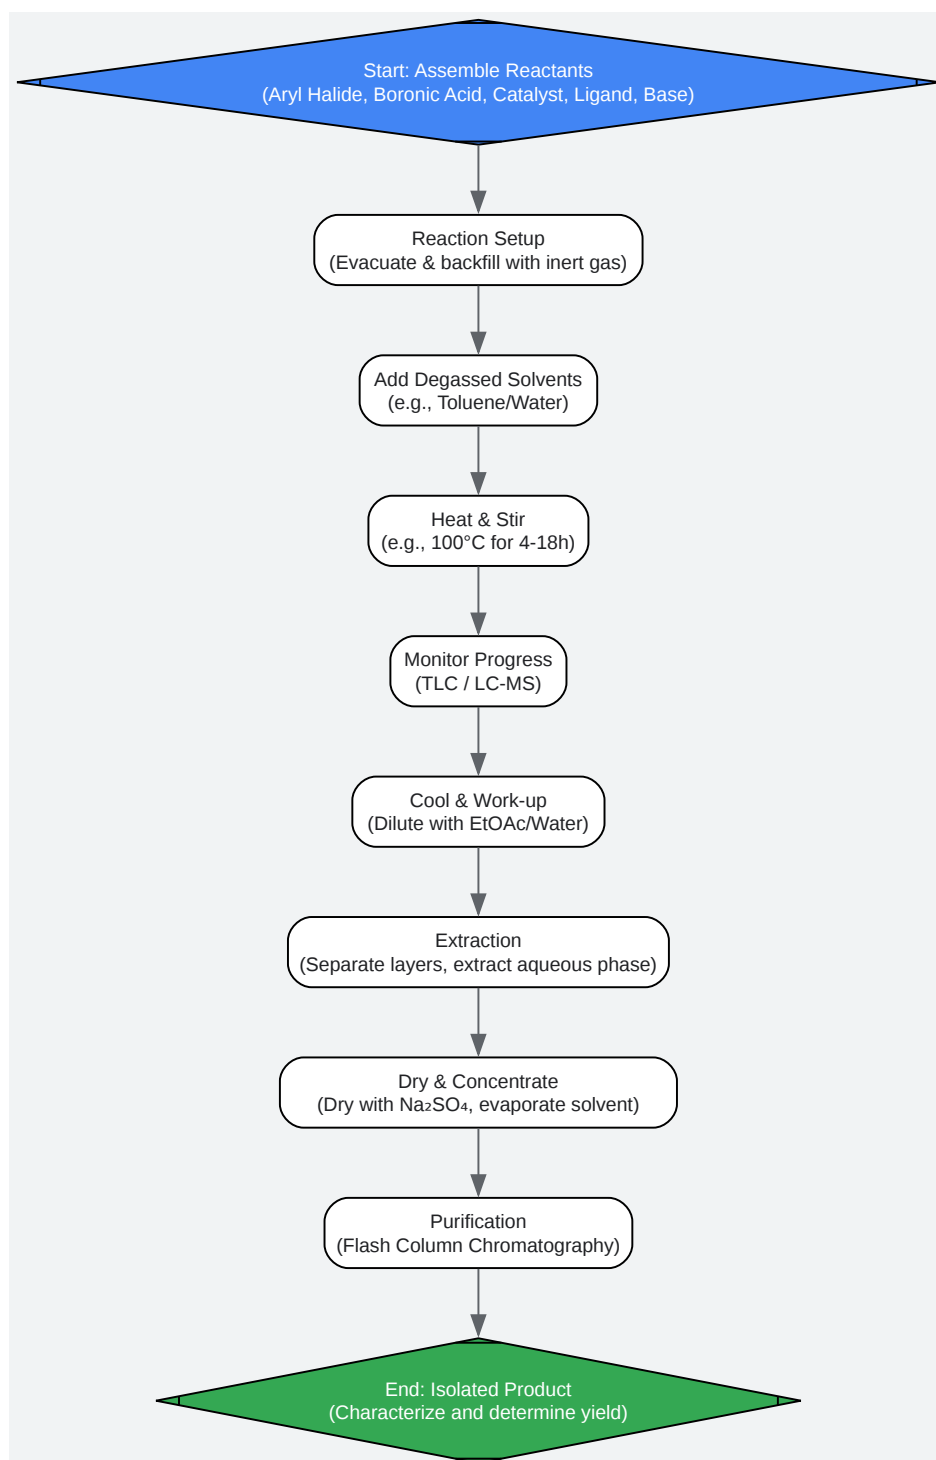 Start: Assemble Reactants
(Aryl Halide, Boronic Acid, Catalyst, Ligand, Base)
Reaction Setup
(Evacuate & backfill with inert gas)
Add Degassed Solvents
(e.g., Toluene/Water)
Heat & Stir
(e.g., 100°C for 4-18h)
Monitor Progress
(TLC / LC-MS)
Cool & Work-up
(Dilute with EtOAc/Water)
Extraction
(Separate layers, extract aqueous phase)
Dry & Concentrate
(Dry with Na₂SO₄, evaporate solvent)
Purification
(Flash Column Chromatography)
End: Isolated Product
(Characterize and determine yield)